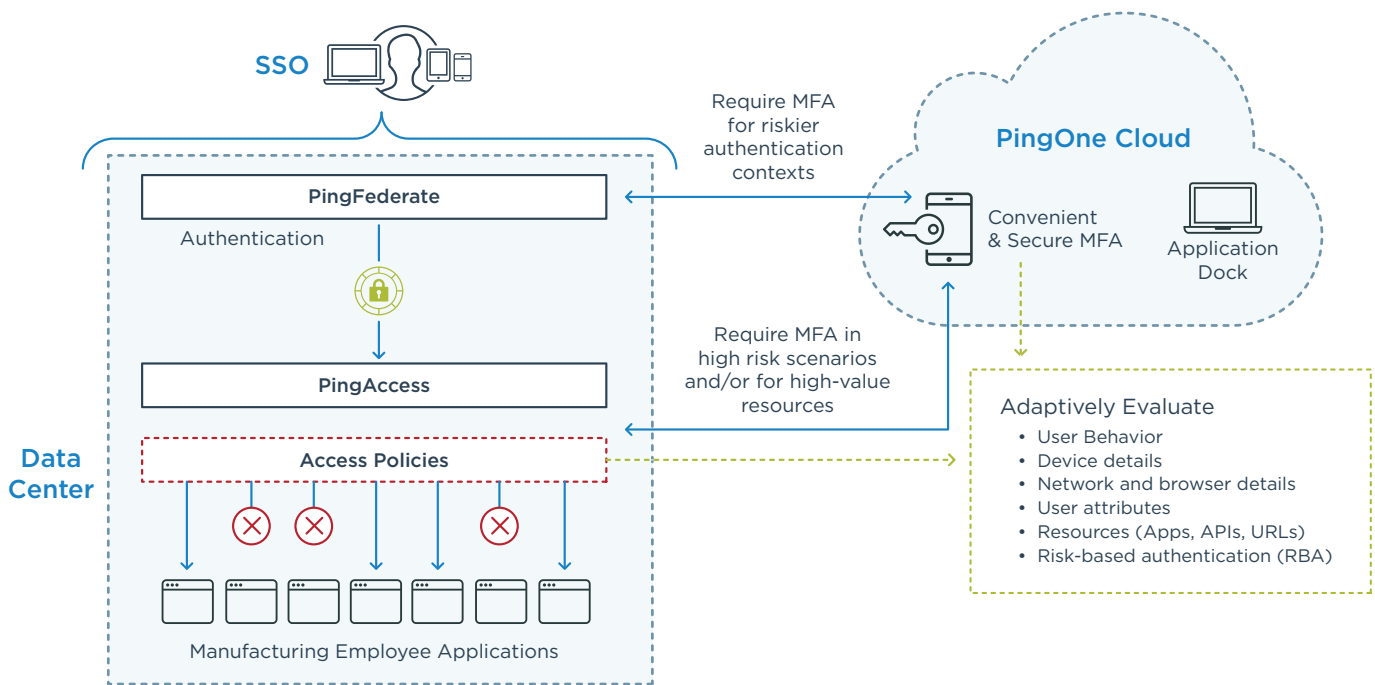 SSO
Require MFA
for riskier
authentication
contexts
PingOne Cloud
PingFederate
Authentication
Convenient
& Secure MFA
Application
Dock
Require MFA in
high risk scenarios
and/or for high-value
resources
PingAccess
Adaptively Evaluate
• User Behavior
• Device details
• Network and browser details
• User attributes
• Resources (Apps, APIs, URLs)
• Risk-based authentication (RBA)
Data
Center
Access Policies
Manufacturing Employee Applications